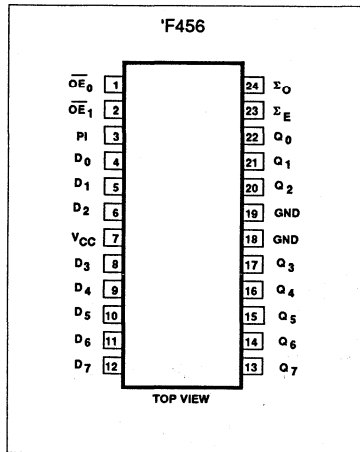 'F456
OE0 1 24 ΣO
OE1 2 23 ΣE
PI 3 22 Q0
D0 4 21 Q1
D1 5 20 Q2
D2 6 19 GND
VCC 7 18 GND
D3 8 17 Q3
D4 9 16 Q4
D5 10 15 Q5
D6 11 14 Q6
D7 12 13 Q7
TOP VIEW